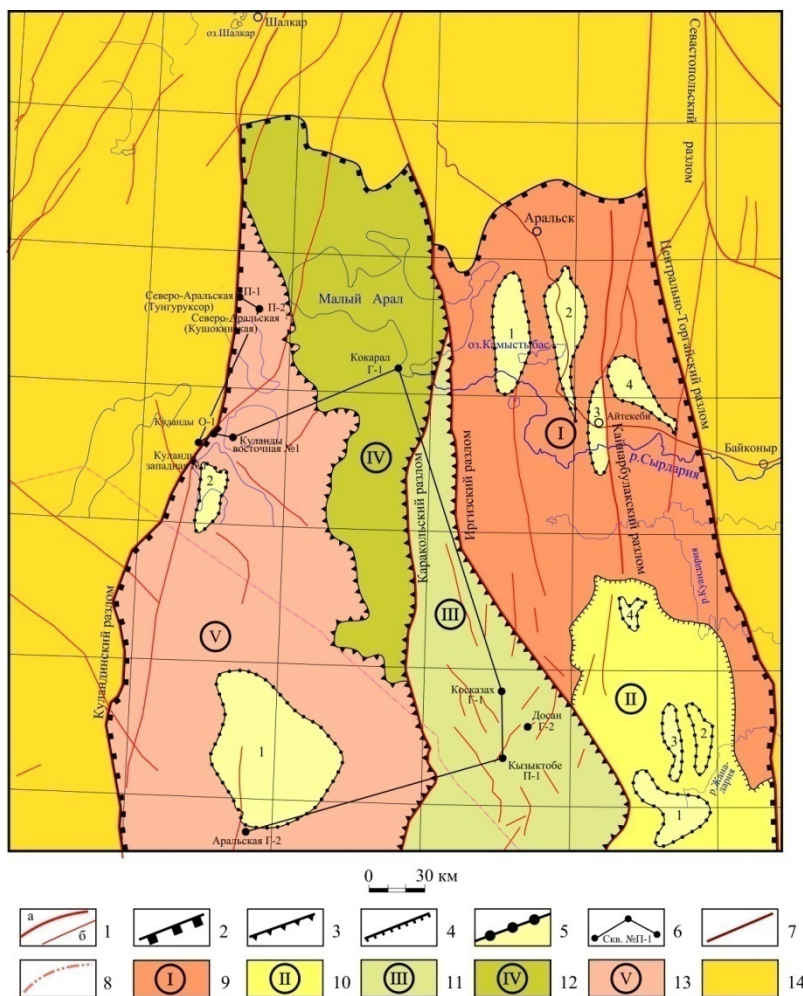 Шалкар
оз.Шалкар
Севастопольский разлом
Аральск
Центрально-Торгайский разлом
П-1
Северо-Аральская
(Тунгуруксор)
П-2
Северо-Аральская
(Кушокинская)
Малый Арал
1
2
оз.Камыстыбас
Кокарал
Г-1
4
3
Айтекеби
I
Куланды О-1
Куланды
восточная №1
Куланды
западная №1
IV
Байконыр
р.Сырдария
2
Каракольский разлом
Иргизский разлом
Кайнарбулакский разлом
р.Куандария
4
III
V
Куландинский разлом
Косказах
Г-1
II
Досан
Г-2
3
2
1
Кызыктобе
П-1
р.Жана-
дария
1
Аральская Г-2
0 30 км
а
б
1
2
3
4
5
Скв. №П-1
6
7
8
I
9
II
10
III
11
IV
12
V
13
14